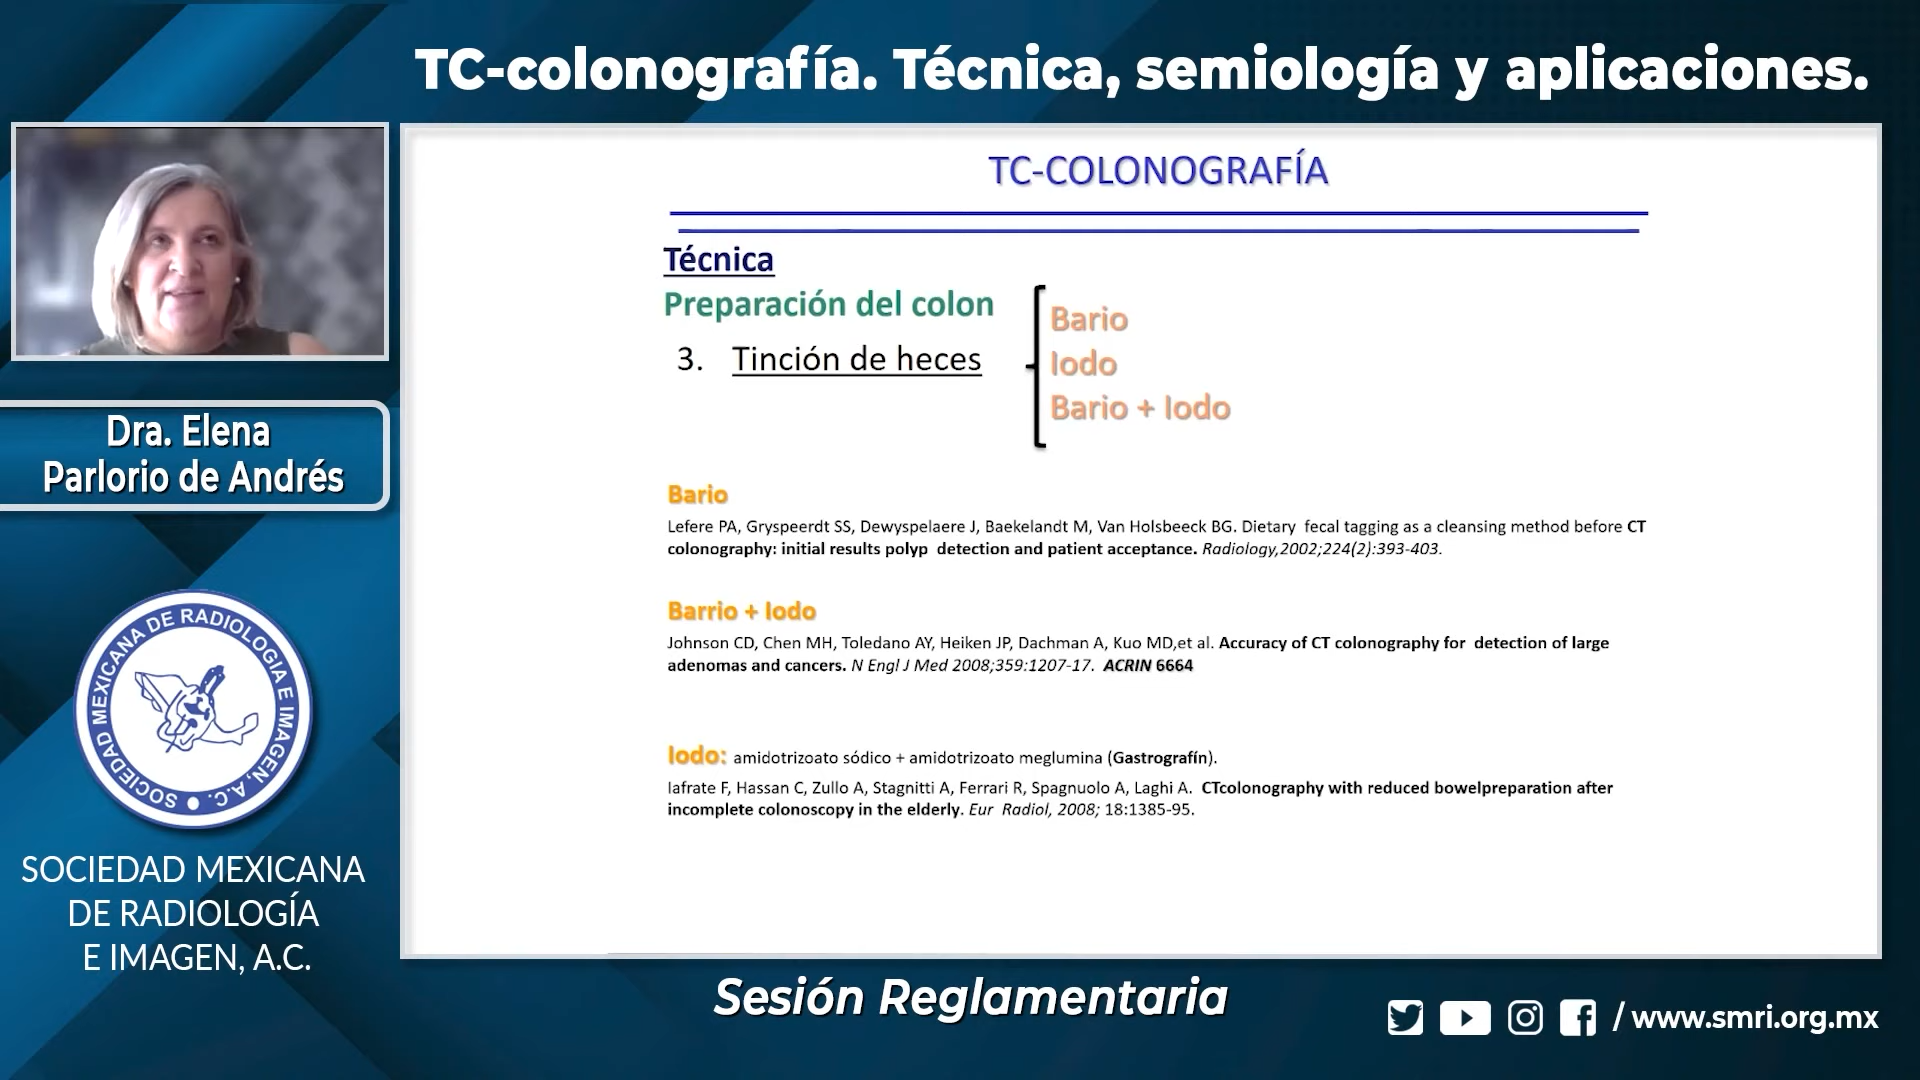 TC-colonografía. Técnica, semiología y aplicaciones.
TC-COLONOGRAFÍA
Técnica
Preparación del colon
3. Tinción de heces
Bario
Iodo
Bario + Iodo
Bario
Lefere PA, Gryspeerdt SS, Dewyspelaere J, Baekelandt M, Van Holsbeeck BG. Dietary fecal tagging as a cleansing method before CT
colonography: initial results polyp detection and patient acceptance. Radiology,2002;224(2):393-403.
Barrio + Iodo
Johnson CD, Chen MH, Toledano AY, Heiken JP, Dachman A, Kuo MD,et al. Accuracy of CT colonography for detection of large
adenomas and cancers. N Engl J Med 2008;359:1207-17. ACRIN 6664
Iodo: amidotrizoato sódico + amidotrizoato meglumina (Gastrografín).
Iafrate F, Hassan C, Zullo A, Stagnitti A, Ferrari R, Spagnuolo A, Laghi A. CTcolonography with reduced bowelpreparation after
incomplete colonoscopy in the elderly. Eur Radiol, 2008; 18:1385-95.
Dra. Elena
Parlorio de Andrés
SOCIEDAD MEXICANA DE RADIOLOGIA E IMAGEN, A.C.
SOCIEDAD MEXICANA
DE RADIOLOGÍA
E IMAGEN, A.C.
Sesión Reglamentaria
/ www.smri.org.mx